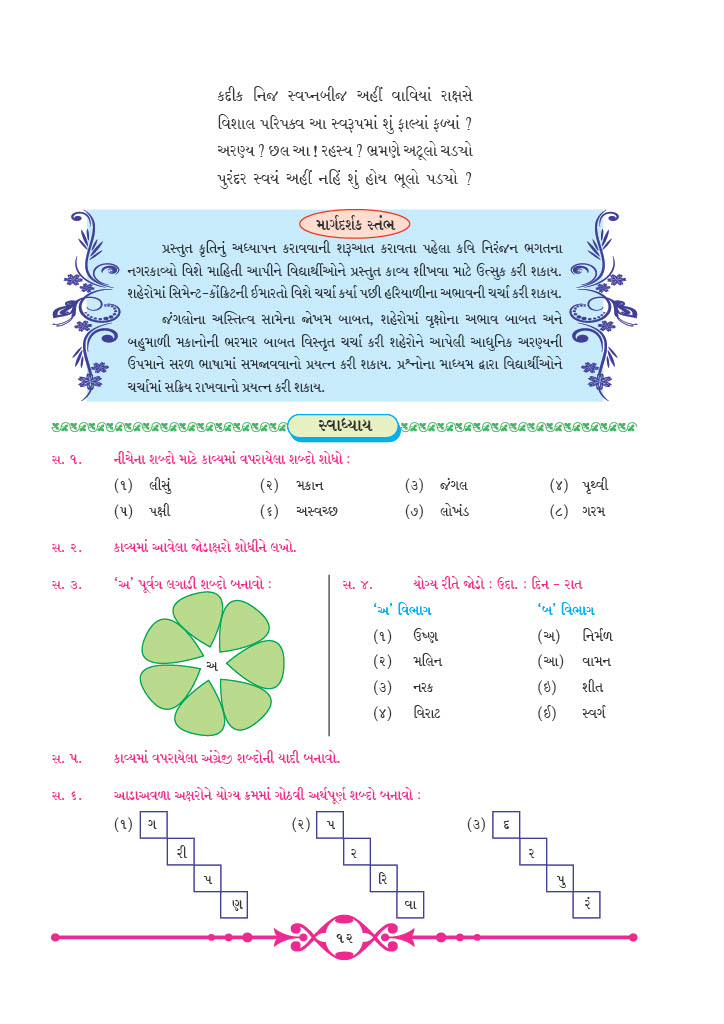 કદીક નિજ સ્વપ્નબીજ અહીં વાવિયાં રાક્ષસે
વિશાલ પરિપક્વ આ સ્વરૂપમાં શું ફાલ્યાં ફળ્યાં ?
અરણ્ય ? છલ આ ! રહસ્ય ? ભ્રમણે અટૂલો ચડ્યો
પુરંદર સ્વયં અહીં નહિં શું હોય ભૂલો પડ્યો ?
માર્ગદર્શક સ્તંભ
પ્રસ્તુત કૃતિનું અધ્યાપન કરાવવાની શરૂઆત કરાવતા પહેલા કવિ નિરંજન ભગતના
નગરકાવ્યો વિશે માહિતી આપીને વિદ્યાર્થીઓને પ્રસ્તુત કાવ્ય શીખવા માટે ઉત્સુક કરી શકાય.
શહેરોમાં સિમેન્ટ-કોંક્રિટની ઈમારતો વિશે ચર્ચા કર્યા પછી હરિયાળીના અભાવની ચર્ચા કરી શકાય.
જંગલોના અસ્તિત્વ સામેના જોખમ બાબત, શહેરોમાં વૃક્ષોના અભાવ બાબત અને
બહુમાળી મકાનોની ભરમાર બાબત વિસ્તૃત ચર્ચા કરી શહેરોને આપેલી આધુનિક અરણ્યની
ઉપમાને સરળ ભાષામાં સમજાવવાનો પ્રયત્ન કરી શકાય. પ્રશ્નોના માધ્યમ દ્વારા વિદ્યાર્થીઓને
ચર્ચામાં સક્રિય રાખવાનો પ્રયત્ન કરી શકાય.
સ્વાધ્યાય
સ. ૧. નીચેના શબ્દો માટે કાવ્યમાં વપરાયેલા શબ્દો શોધો :
(૧) લીસું (૨) મકાન (૩) જંગલ (૪) પૃથ્વી
(૫) પક્ષી (૬) અસ્વચ્છ (૭) લોખંડ (૮) ગરમ
સ. ૨. કાવ્યમાં આવેલા જોડાક્ષરો શોધીને લખો.
સ. ૩. ‘અ’ પૂર્વગ લગાડી શબ્દો બનાવો :
અ
સ. ૪. યોગ્ય રીતે જોડો : ઉદા. : દિન - રાત
‘અ’ વિભાગ ‘બ’ વિભાગ
(૧) ઉષ્ણ (અ) નિર્મળ
(૨) મલિન (આ) વામન
(૩) નરક (ઇ) શીત
(૪) વિરાટ (ઈ) સ્વર્ગ
સ. ૫. કાવ્યમાં વપરાયેલા અંગ્રેજી શબ્દોની યાદી બનાવો.
સ. ૬. આડાઅવળા અક્ષરોને યોગ્ય ક્રમમાં ગોઠવી અર્થપૂર્ણ શબ્દો બનાવો :
(૧) ગ (૨) પ (૩) દ
રી ર ર
પ રિ પુ
ણ વા રં
૧૨